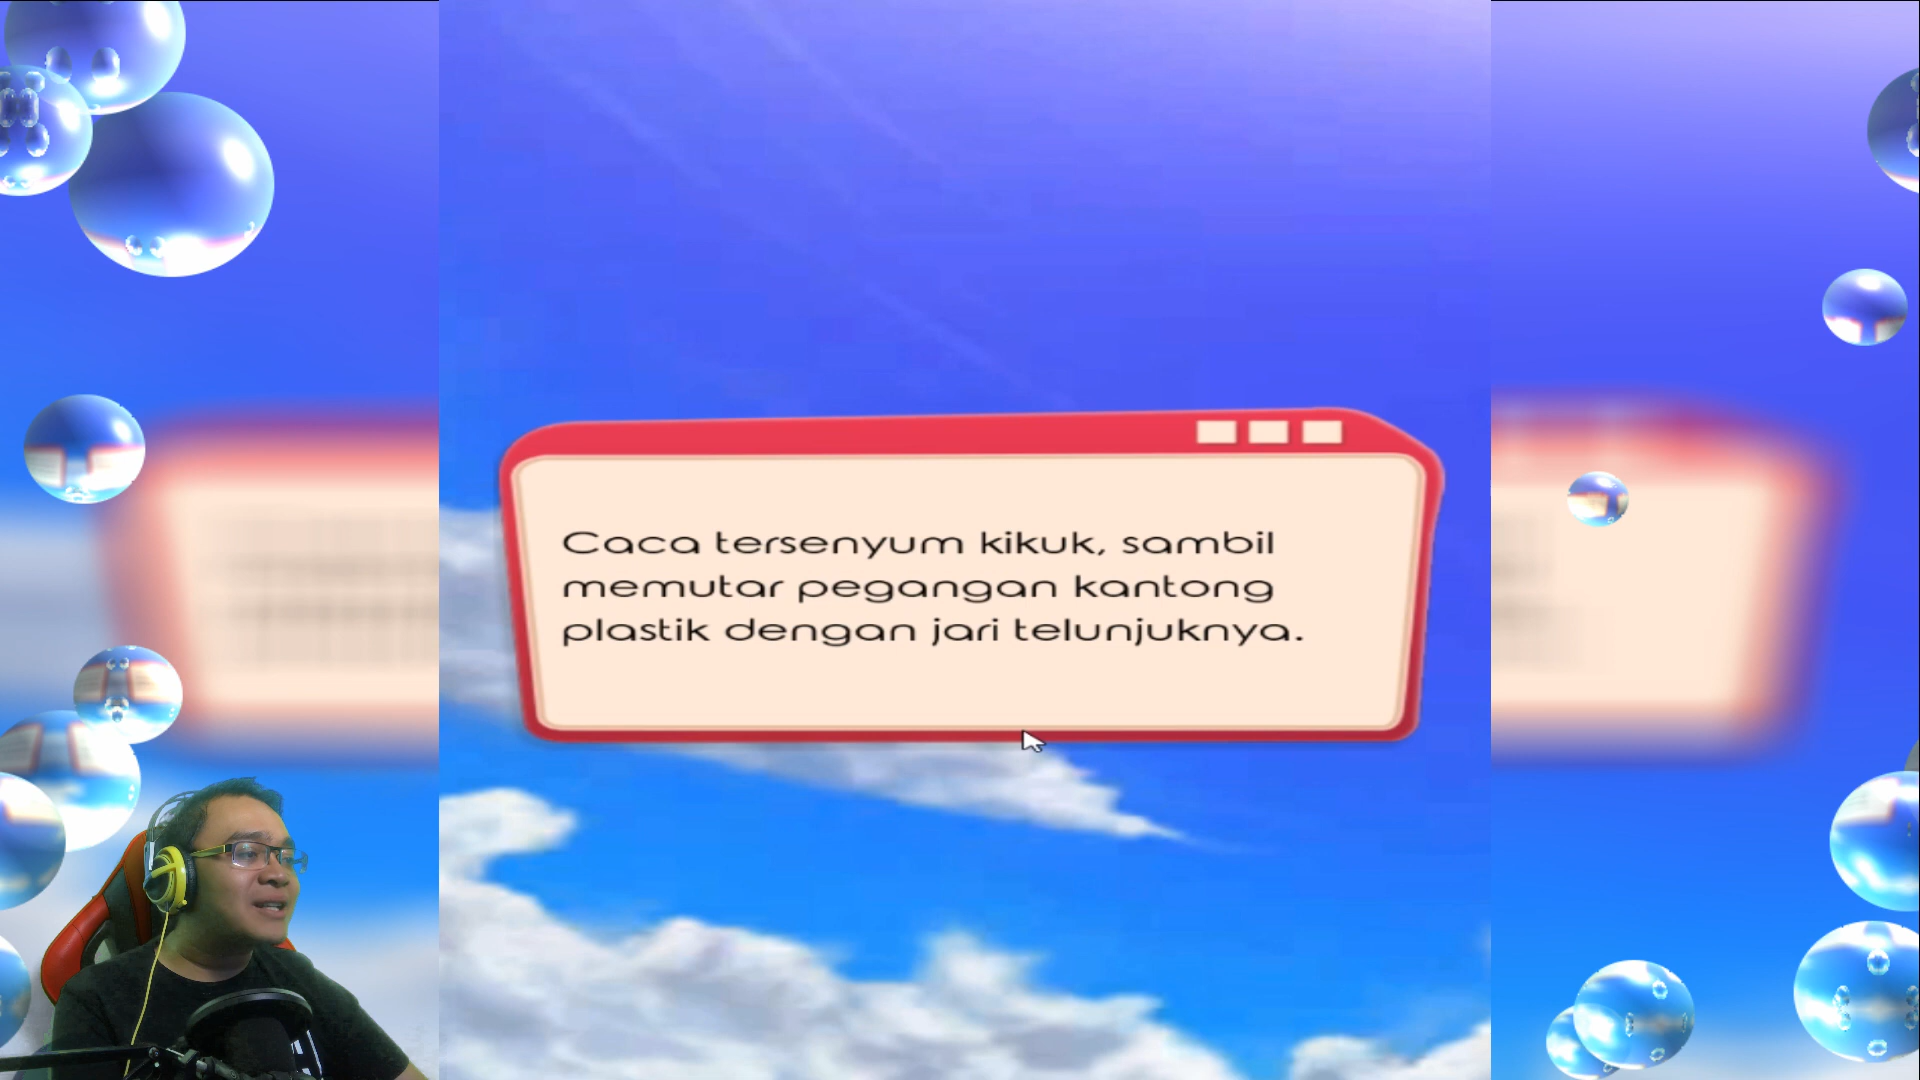 Caca tersenyum kikuk, sambil
memutar pegangan kantong
plastik dengan jari telunjuknya.